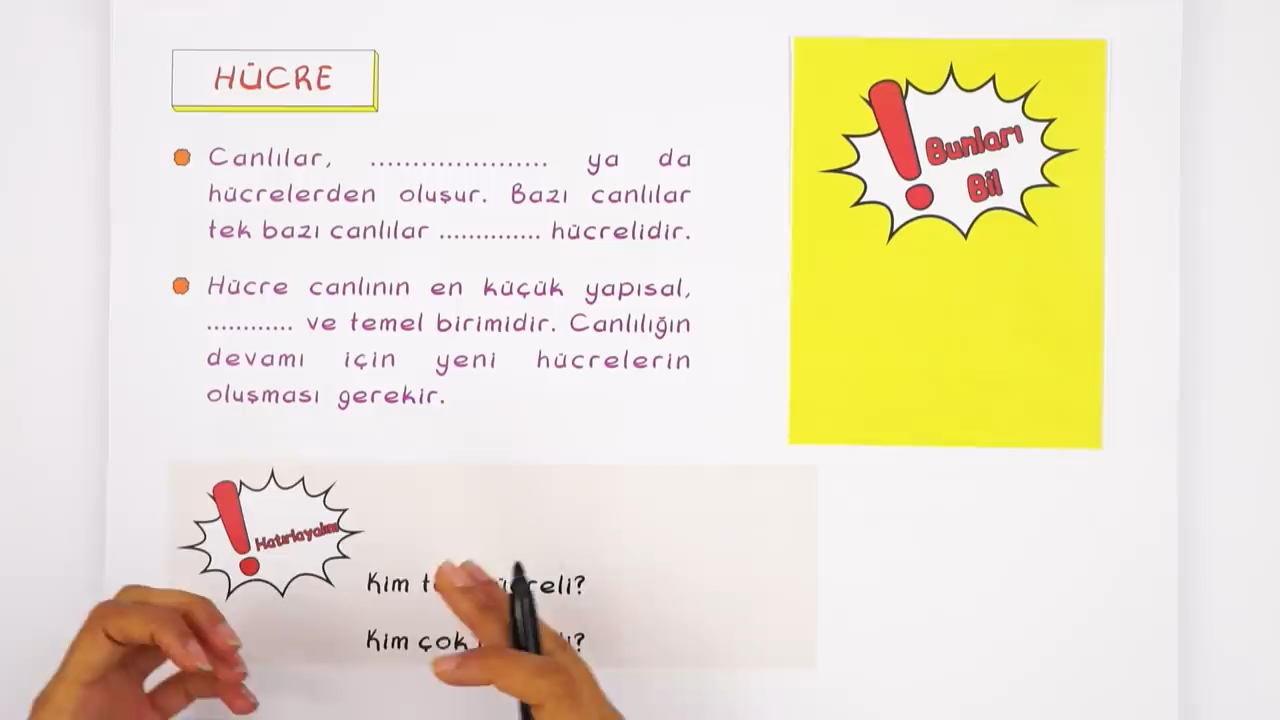 HÜCRE
Canlılar, ..................... ya da
hücrelerden oluşur. Bazı canlılar
tek bazı canlılar .............. hücrelidir.
Hücre canlının en küçük yapısal,
............ ve temel birimidir. Canlılığın
devamı için yeni hücrelerin
oluşması gerekir.
Bunları
Bil
Hatırlayalım
Kim
Kim çok